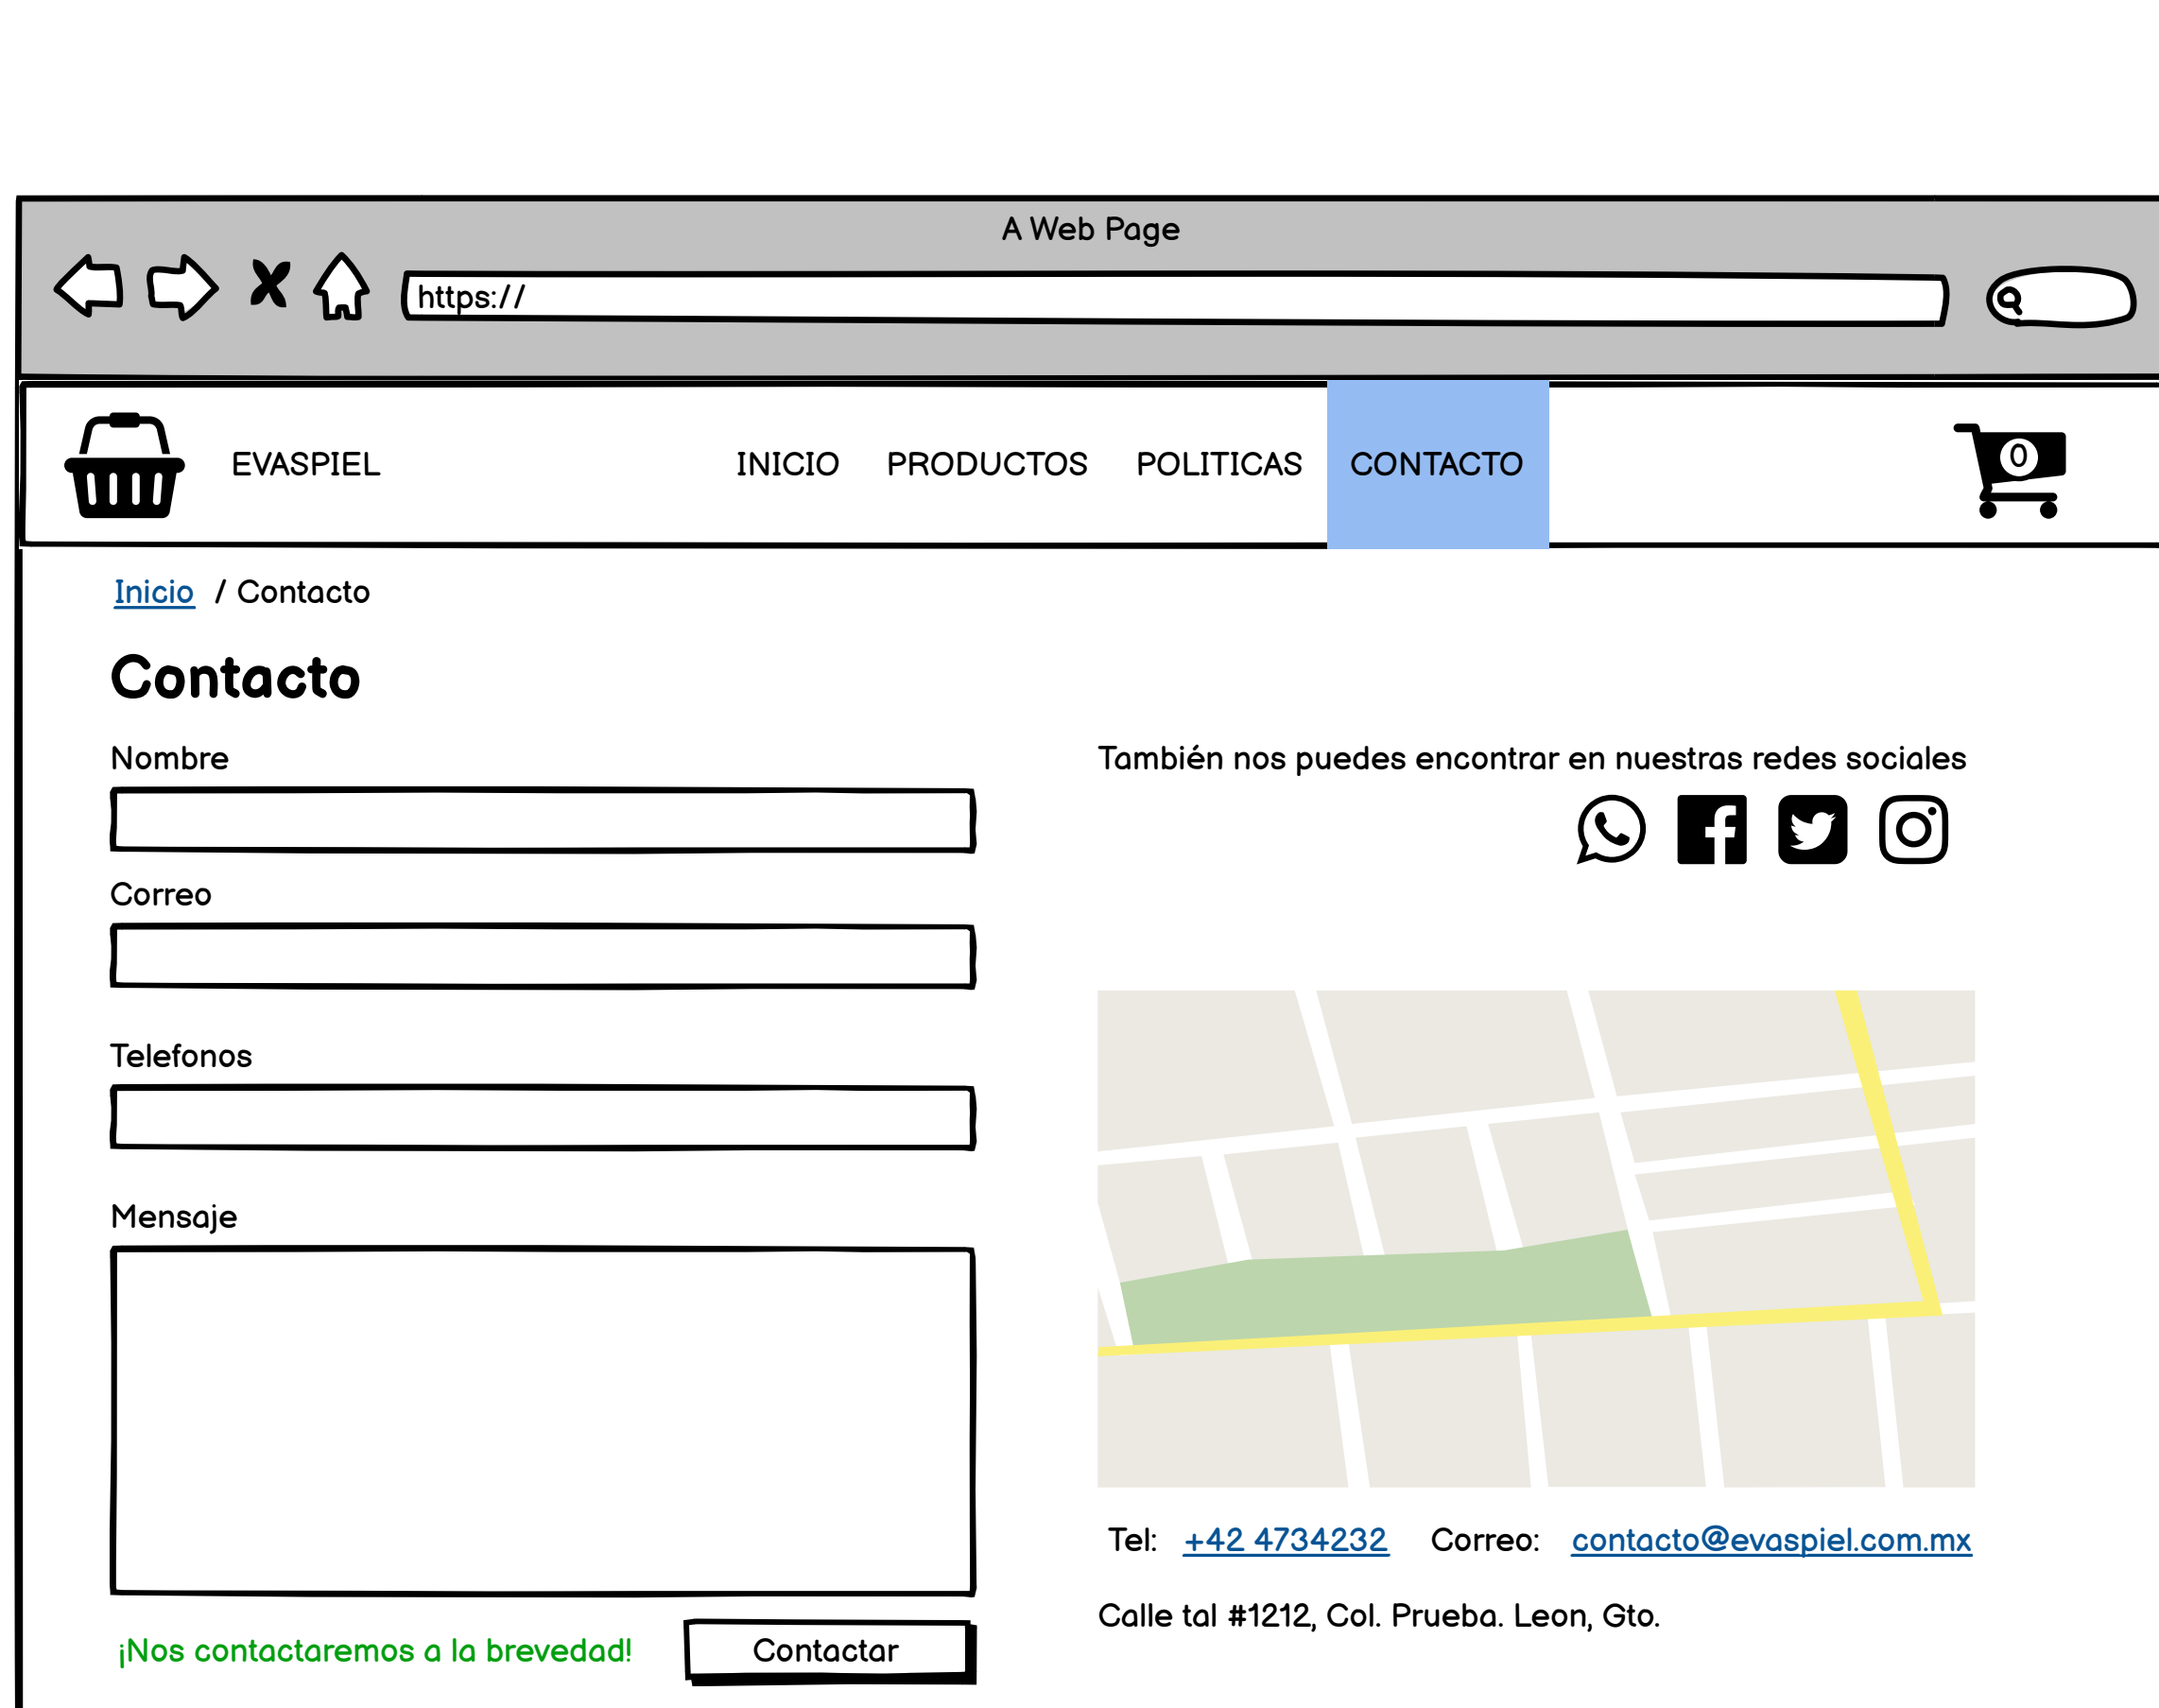 A Web Page
https://
EVASPIEL INICIO PRODUCTOS POLITICAS CONTACTO 0
Inicio / Contacto
Contacto
Nombre
Correo
Telefonos
Mensaje
¡Nos contactaremos a la brevedad! Contactar
También nos puedes encontrar en nuestras redes sociales
Tel: +42 4734232 Correo: contacto@evaspiel.com.mx
Calle tal #1212, Col. Prueba. Leon, Gto.